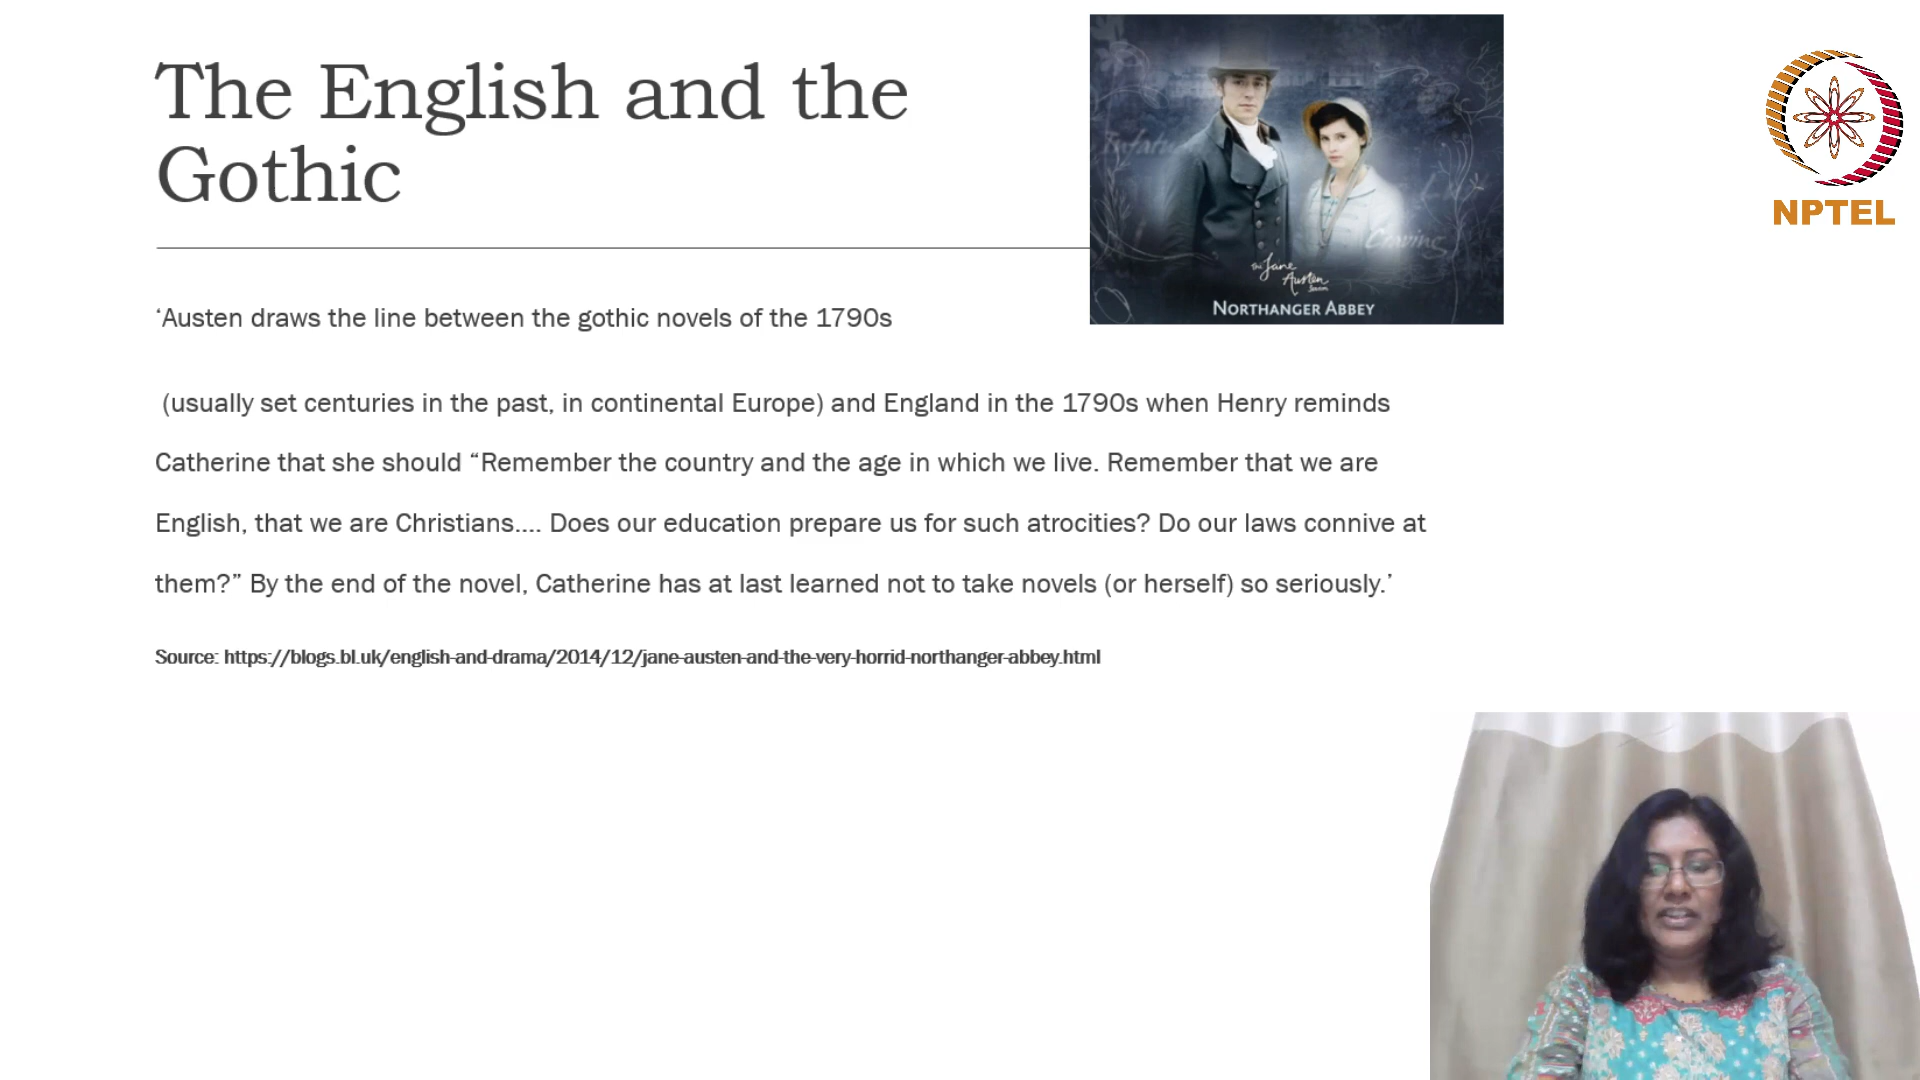 The English and the
Gothic
‘Austen draws the line between the gothic novels of the 1790s
(usually set centuries in the past, in continental Europe) and England in the 1790s when Henry reminds
Catherine that she should “Remember the country and the age in which we live. Remember that we are
English, that we are Christians.... Does our education prepare us for such atrocities? Do our laws connive at
them?” By the end of the novel, Catherine has at last learned not to take novels (or herself) so seriously.’
Source: https://blogs.bl.uk/english-and-drama/2014/12/jane-austen-and-the-very-horrid-northanger-abbey.html
Craving
The Jane
Austen
Season
NORTHANGER ABBEY
NPTEL